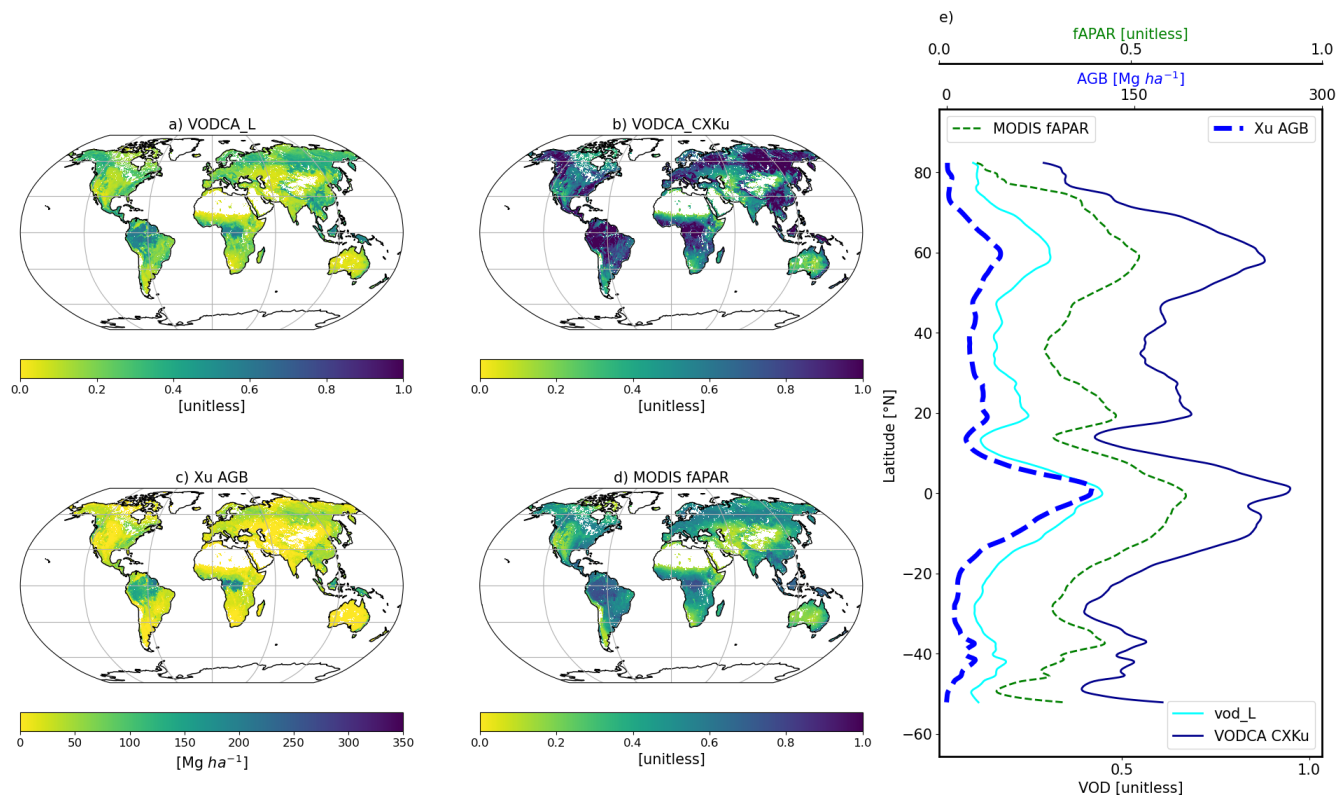 a) VODCA_L
0.0 0.2 0.4 0.6 0.8 1.0
[unitless]
b) VODCA_CXKu
0.0 0.2 0.4 0.6 0.8 1.0
[unitless]
c) Xu AGB
0 50 100 150 200 250 300 350
[Mg ha⁻¹]
d) MODIS fAPAR
0.0 0.2 0.4 0.6 0.8 1.0
[unitless]
e)
fAPAR [unitless]
0.0 0.5 1.0
AGB [Mg ha⁻¹]
0 150 300
MODIS fAPAR
Xu AGB
Latitude [°N]
80
60
40
20
0
−20
−40
−60
vod_L
VODCA CXKu
0.5 1.0
VOD [unitless]